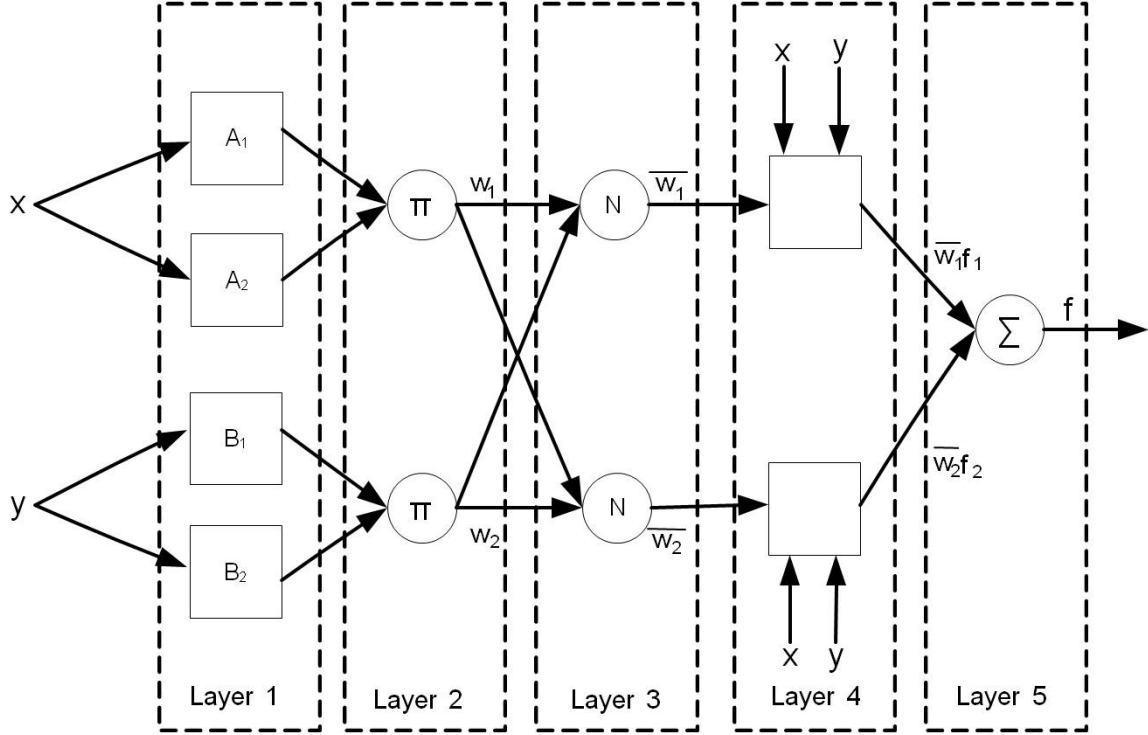 x y
A₁
x π w₁ N w̅₁
A₂
w̅₁f₁
Σ f
B₁
w̅₂f₂
y π w₂ N w̅₂
B₂
x y
Layer 1 Layer 2 Layer 3 Layer 4 Layer 5